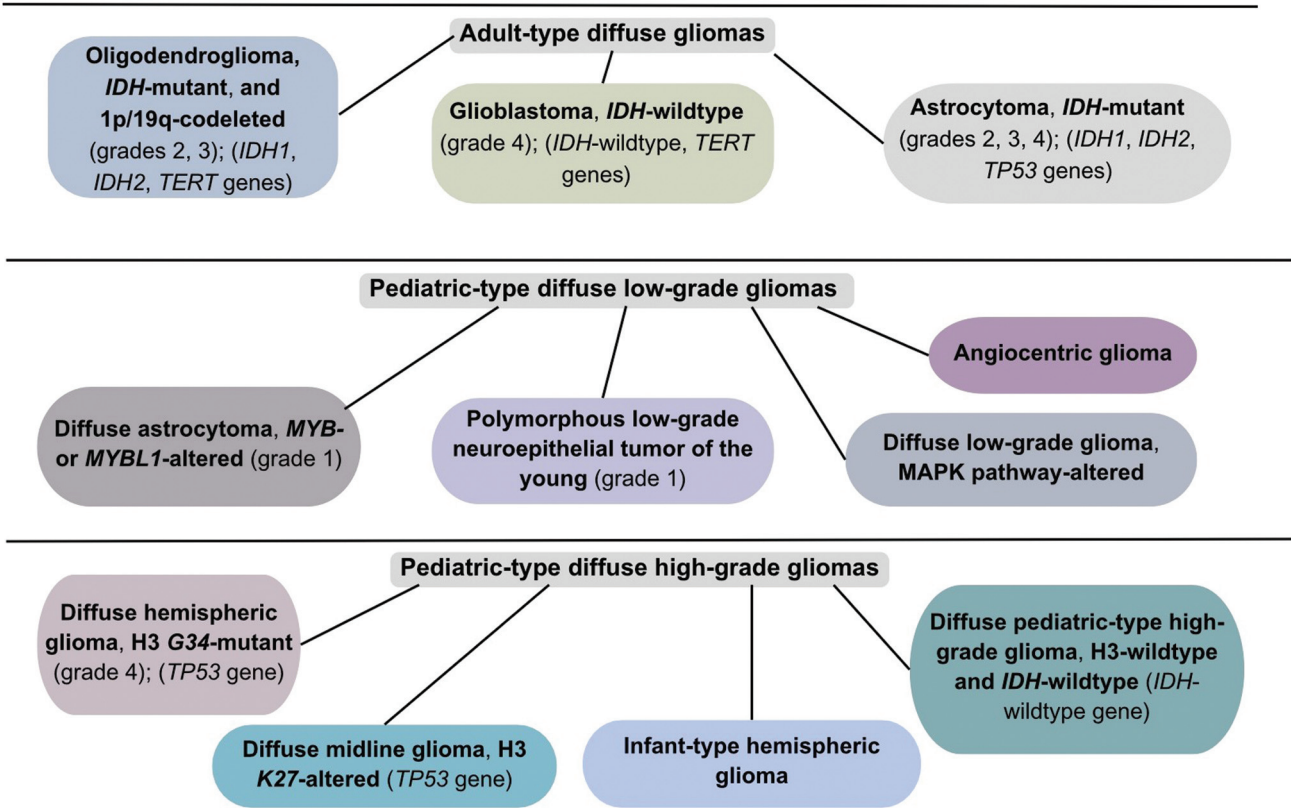 Adult-type diffuse gliomas
Oligodendroglioma,
IDH-mutant, and
1p/19q-codeleted
(grades 2, 3); (IDH1,
IDH2, TERT genes)
Glioblastoma, IDH-wildtype
(grade 4); (IDH-wildtype, TERT
genes)
Astrocytoma, IDH-mutant
(grades 2, 3, 4); (IDH1, IDH2,
TP53 genes)
Pediatric-type diffuse low-grade gliomas
Diffuse astrocytoma, MYB-
or MYBL1-altered (grade 1)
Polymorphous low-grade
neuroepithelial tumor of the
young (grade 1)
Diffuse low-grade glioma,
MAPK pathway-altered
Angiocentric glioma
Pediatric-type diffuse high-grade gliomas
Diffuse hemispheric
glioma, H3 G34-mutant
(grade 4); (TP53 gene)
Diffuse midline glioma, H3
K27-altered (TP53 gene)
Infant-type hemispheric
glioma
Diffuse pediatric-type high-
grade glioma, H3-wildtype
and IDH-wildtype (IDH-
wildtype gene)